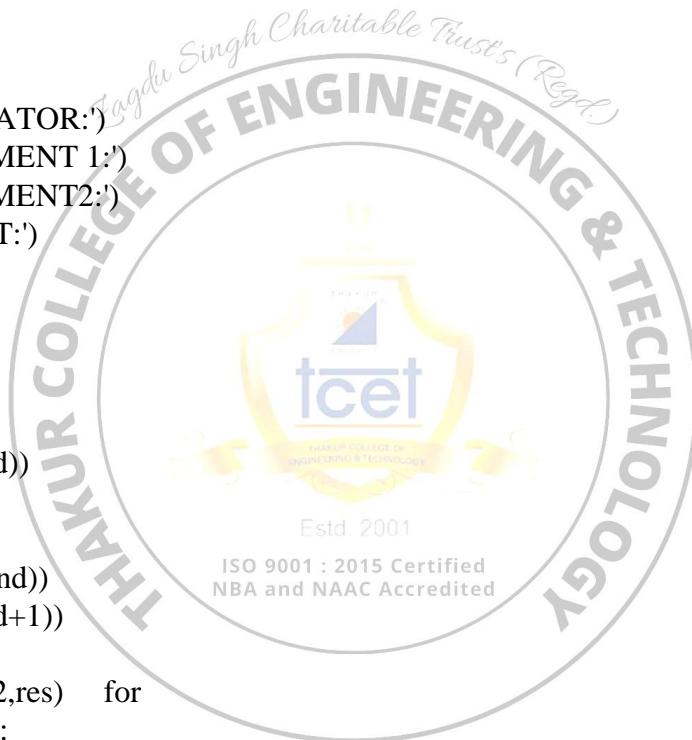 Zagdu Singh Charitable Trust's (Regd.)
THAKUR COLLEGE OF ENGINEERING & TECHNOLOGY
ATOR:')
MENT 1:')
MENT2:')
T:')
tcet
THAKUR COLLEGE OF
ENGINEERING & TECHNOLOGY
d))
Estd. 2001
ISO 9001 : 2015 Certified
NBA and NAAC Accredited
nd))
d+1))
2,res) for
: